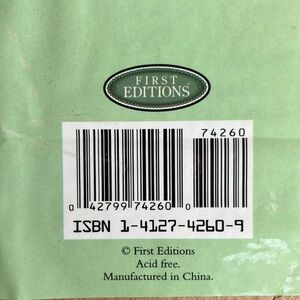 FIRST
EDITIONS
74260
0 42799 74260 0
ISBN 1-4127-4260-9
© First Editions
Acid free.
Manufactured in China.